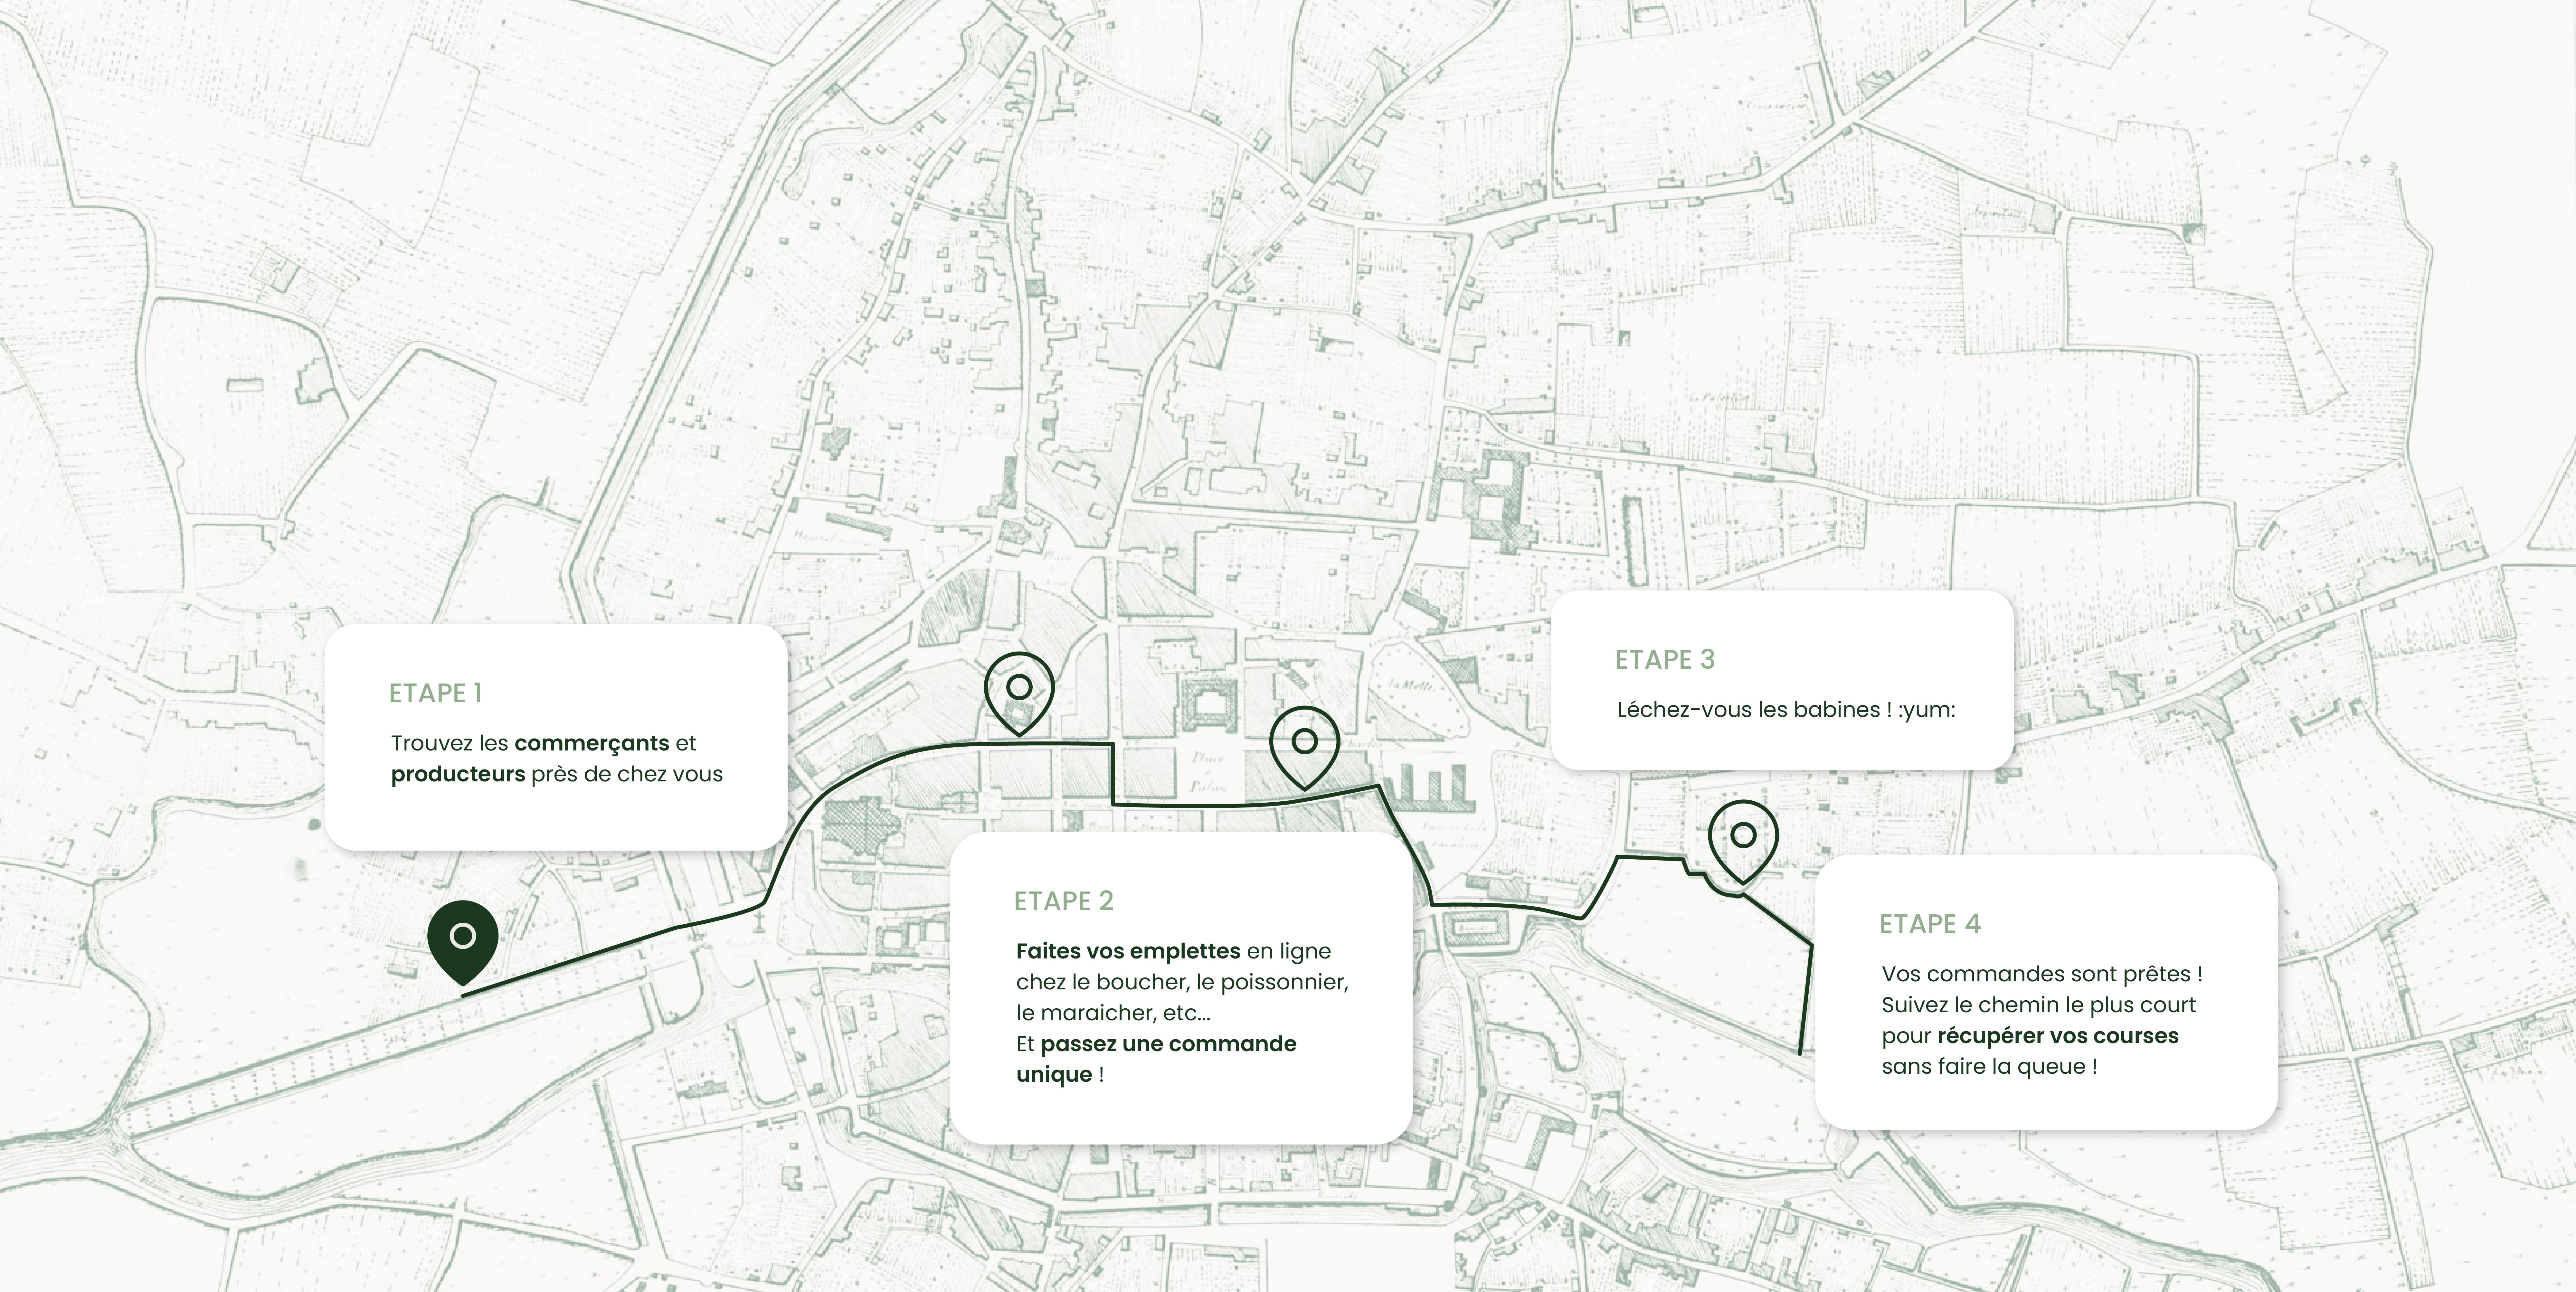 ETAPE 1
Trouvez les commerçants et
producteurs près de chez vous
ETAPE 2
Faites vos emplettes en ligne
chez le boucher, le poissonnier,
le maraicher, etc...
Et passez une commande
unique !
ETAPE 3
Léchez-vous les babines ! :yum:
ETAPE 4
Vos commandes sont prêtes !
Suivez le chemin le plus court
pour récupérer vos courses
sans faire la queue !
la Motte.
Place